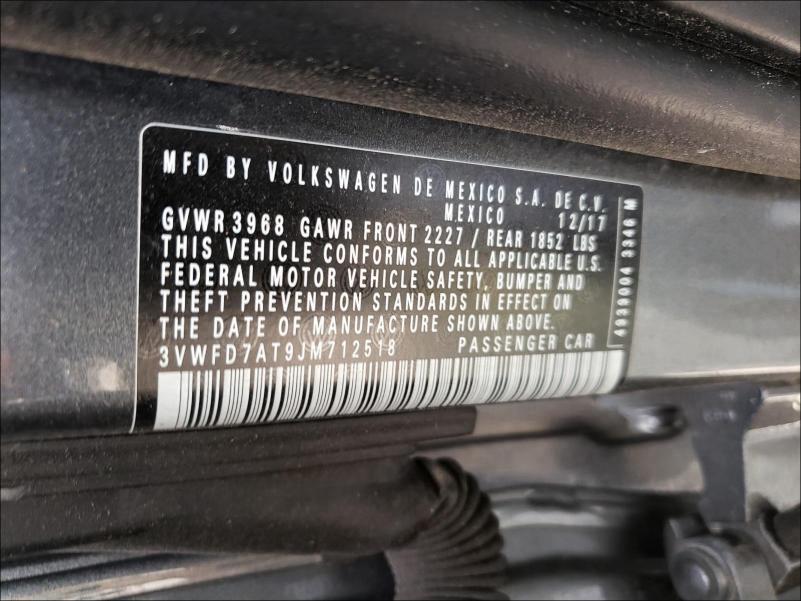 MFD BY VOLKSWAGEN DE MEXICO S.A. DE C.V.
MEXICO 12/17
GVWR 3968 GAWR FRONT 2227 / REAR 1852 LBS
THIS VEHICLE CONFORMS TO ALL APPLICABLE U.S.
FEDERAL MOTOR VEHICLE SAFETY, BUMPER AND
THEFT PREVENTION STANDARDS IN EFFECT ON
THE DATE OF MANUFACTURE SHOWN ABOVE.
3VWFD7AT9JM712518 PASSENGER CAR